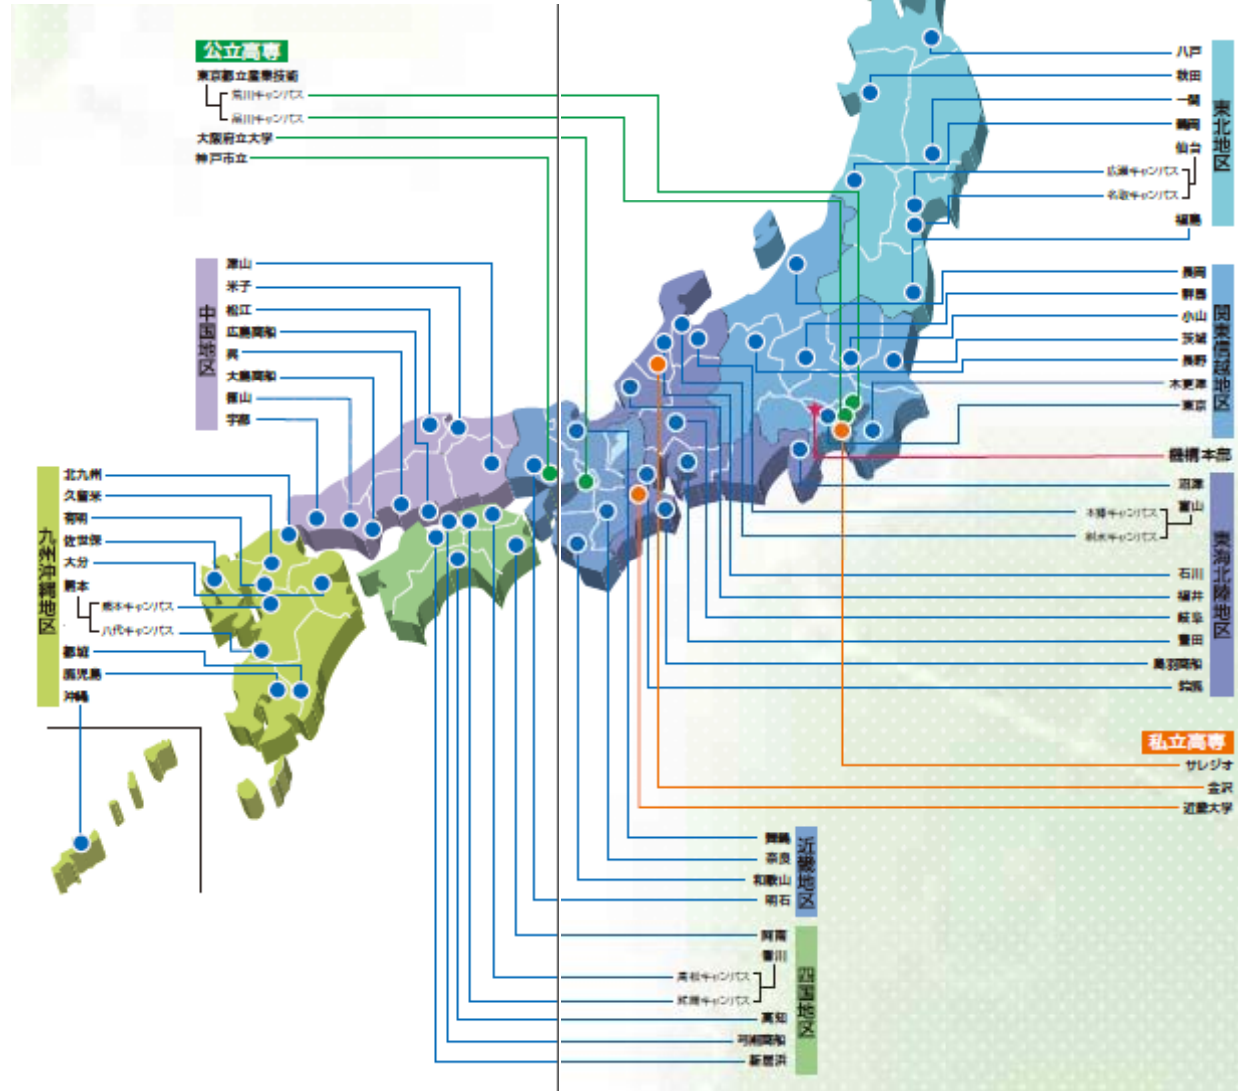 公立高専
東京都立産業技術
荒川キャンパス
品川キャンパス
大阪府立大学
神戸市立
中国地区
津山
米子
松江
広島商船
呉
大島商船
徳山
宇部
九州沖縄地区
北九州
久留米
有明
佐世保
大分
熊本
熊本キャンパス
八代キャンパス
都城
鹿児島
沖縄
東北地区
八戸
秋田
一関
鶴岡
仙台
広瀬キャンパス
名取キャンパス
福島
関東信越地区
長岡
群馬
小山
茨城
長野
木更津
東京
機構本部
東海北陸地区
沼津
富山
本郷キャンパス
射水キャンパス
石川
福井
岐阜
豊田
鳥羽商船
鈴鹿
私立高専
サレジオ
金沢
近畿大学
近畿地区
舞鶴
奈良
和歌山
明石
四国地区
阿南
香川
高松キャンパス
詫間キャンパス
高知
弓削商船
新居浜